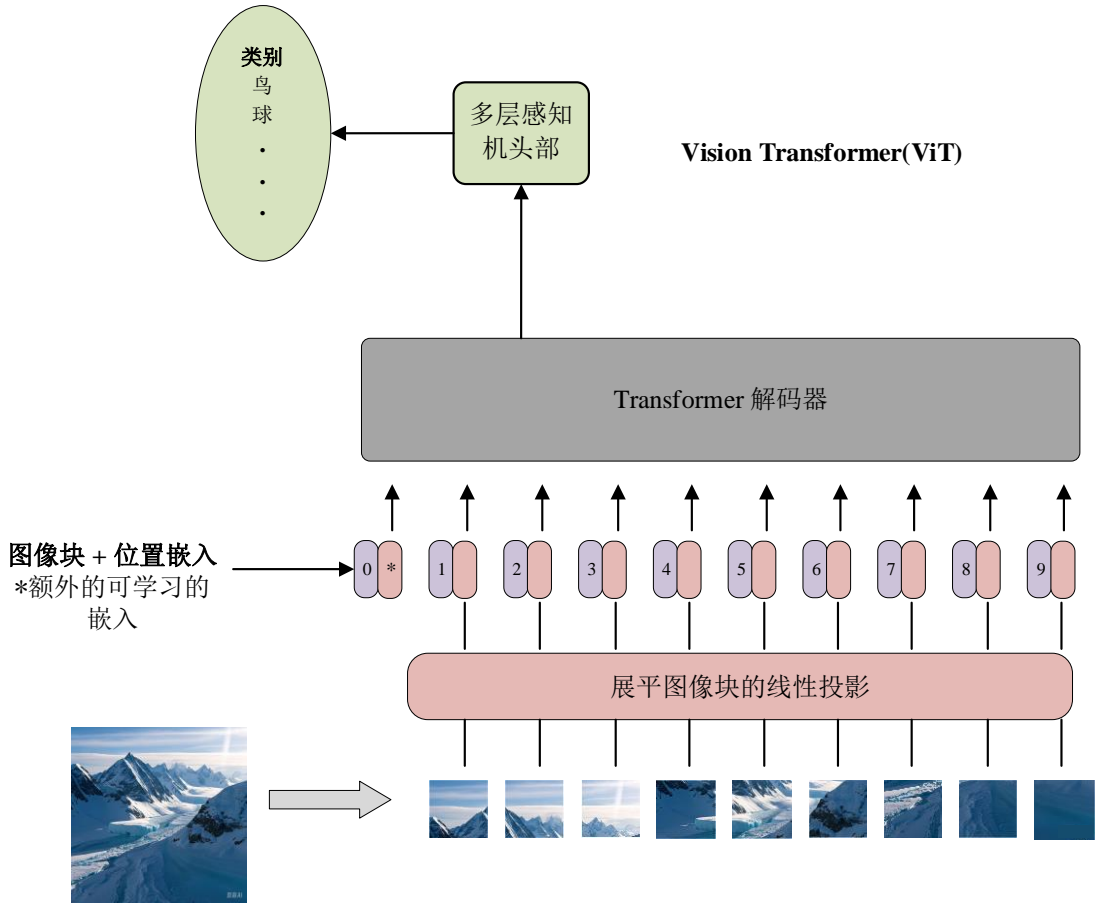 类别
鸟
球
·
·
·
多层感知
机头部
Vision Transformer(ViT)
Transformer 解码器
图像块 + 位置嵌入
*额外的可学习的
嵌入
0 * 1 2 3 4 5 6 7 8 9
展平图像块的线性投影